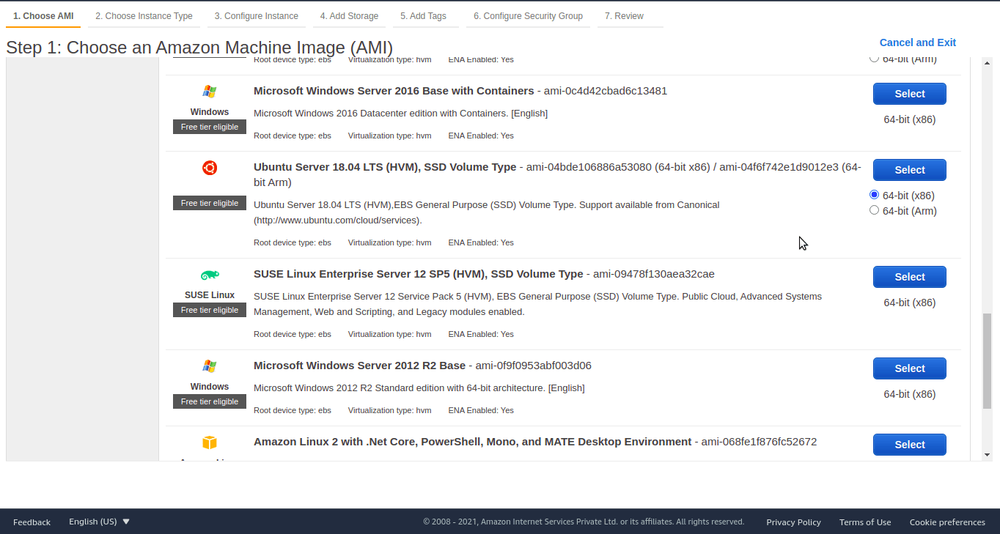 1. Choose AMI 2. Choose Instance Type 3. Configure Instance 4. Add Storage 5. Add Tags 6. Configure Security Group 7. Review
Step 1: Choose an Amazon Machine Image (AMI) Cancel and Exit
Root device type: ebs Virtualization type: hvm ENA Enabled: Yes 64-bit (Arm)
Microsoft Windows Server 2016 Base with Containers - ami-0c4d42cbad6c13481 Select
Windows Microsoft Windows 2016 Datacenter edition with Containers. [English] 64-bit (x86)
Free tier eligible
Root device type: ebs Virtualization type: hvm ENA Enabled: Yes
Ubuntu Server 18.04 LTS (HVM), SSD Volume Type - ami-04bde106886a53080 (64-bit x86) / ami-04f6f742e1d9012e3 (64- Select
bit Arm)
64-bit (x86)
Free tier eligible Ubuntu Server 18.04 LTS (HVM),EBS General Purpose (SSD) Volume Type. Support available from Canonical 64-bit (Arm)
(http://www.ubuntu.com/cloud/services).
Root device type: ebs Virtualization type: hvm ENA Enabled: Yes
SUSE Linux Enterprise Server 12 SP5 (HVM), SSD Volume Type - ami-09478f130aea32cae Select
SUSE Linux SUSE Linux Enterprise Server 12 Service Pack 5 (HVM), EBS General Purpose (SSD) Volume Type. Public Cloud, Advanced Systems 64-bit (x86)
Free tier eligible Management, Web and Scripting, and Legacy modules enabled.
Root device type: ebs Virtualization type: hvm ENA Enabled: Yes
Microsoft Windows Server 2012 R2 Base - ami-0f9f0953abf003d06 Select
Windows Microsoft Windows 2012 R2 Standard edition with 64-bit architecture. [English] 64-bit (x86)
Free tier eligible
Root device type: ebs Virtualization type: hvm ENA Enabled: Yes
Amazon Linux 2 with .Net Core, PowerShell, Mono, and MATE Desktop Environment - ami-068fe1f876fc52672 Select
Feedback English (US) © 2008 - 2021, Amazon Internet Services Private Ltd. or its affiliates. All rights reserved. Privacy Policy Terms of Use Cookie preferences